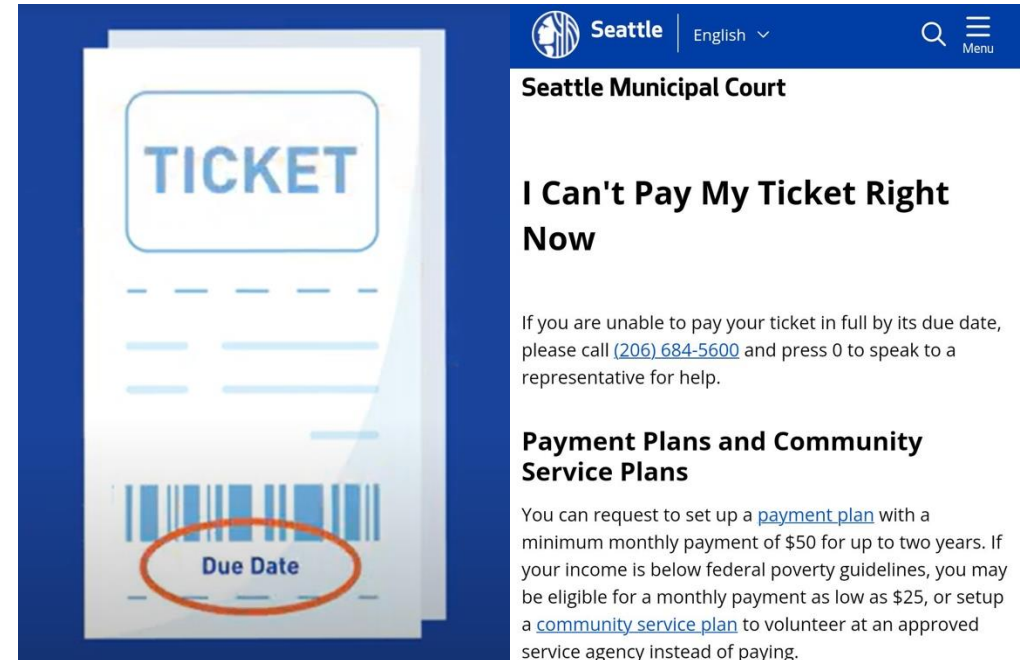 TICKET
Due Date
Seattle
English
Menu
Seattle Municipal Court
I Can't Pay My Ticket Right
Now
If you are unable to pay your ticket in full by its due date,
please call (206) 684-5600 and press 0 to speak to a
representative for help.
Payment Plans and Community
Service Plans
You can request to set up a payment plan with a
minimum monthly payment of $50 for up to two years. If
your income is below federal poverty guidelines, you may
be eligible for a monthly payment as low as $25, or setup
a community service plan to volunteer at an approved
service agency instead of paying.